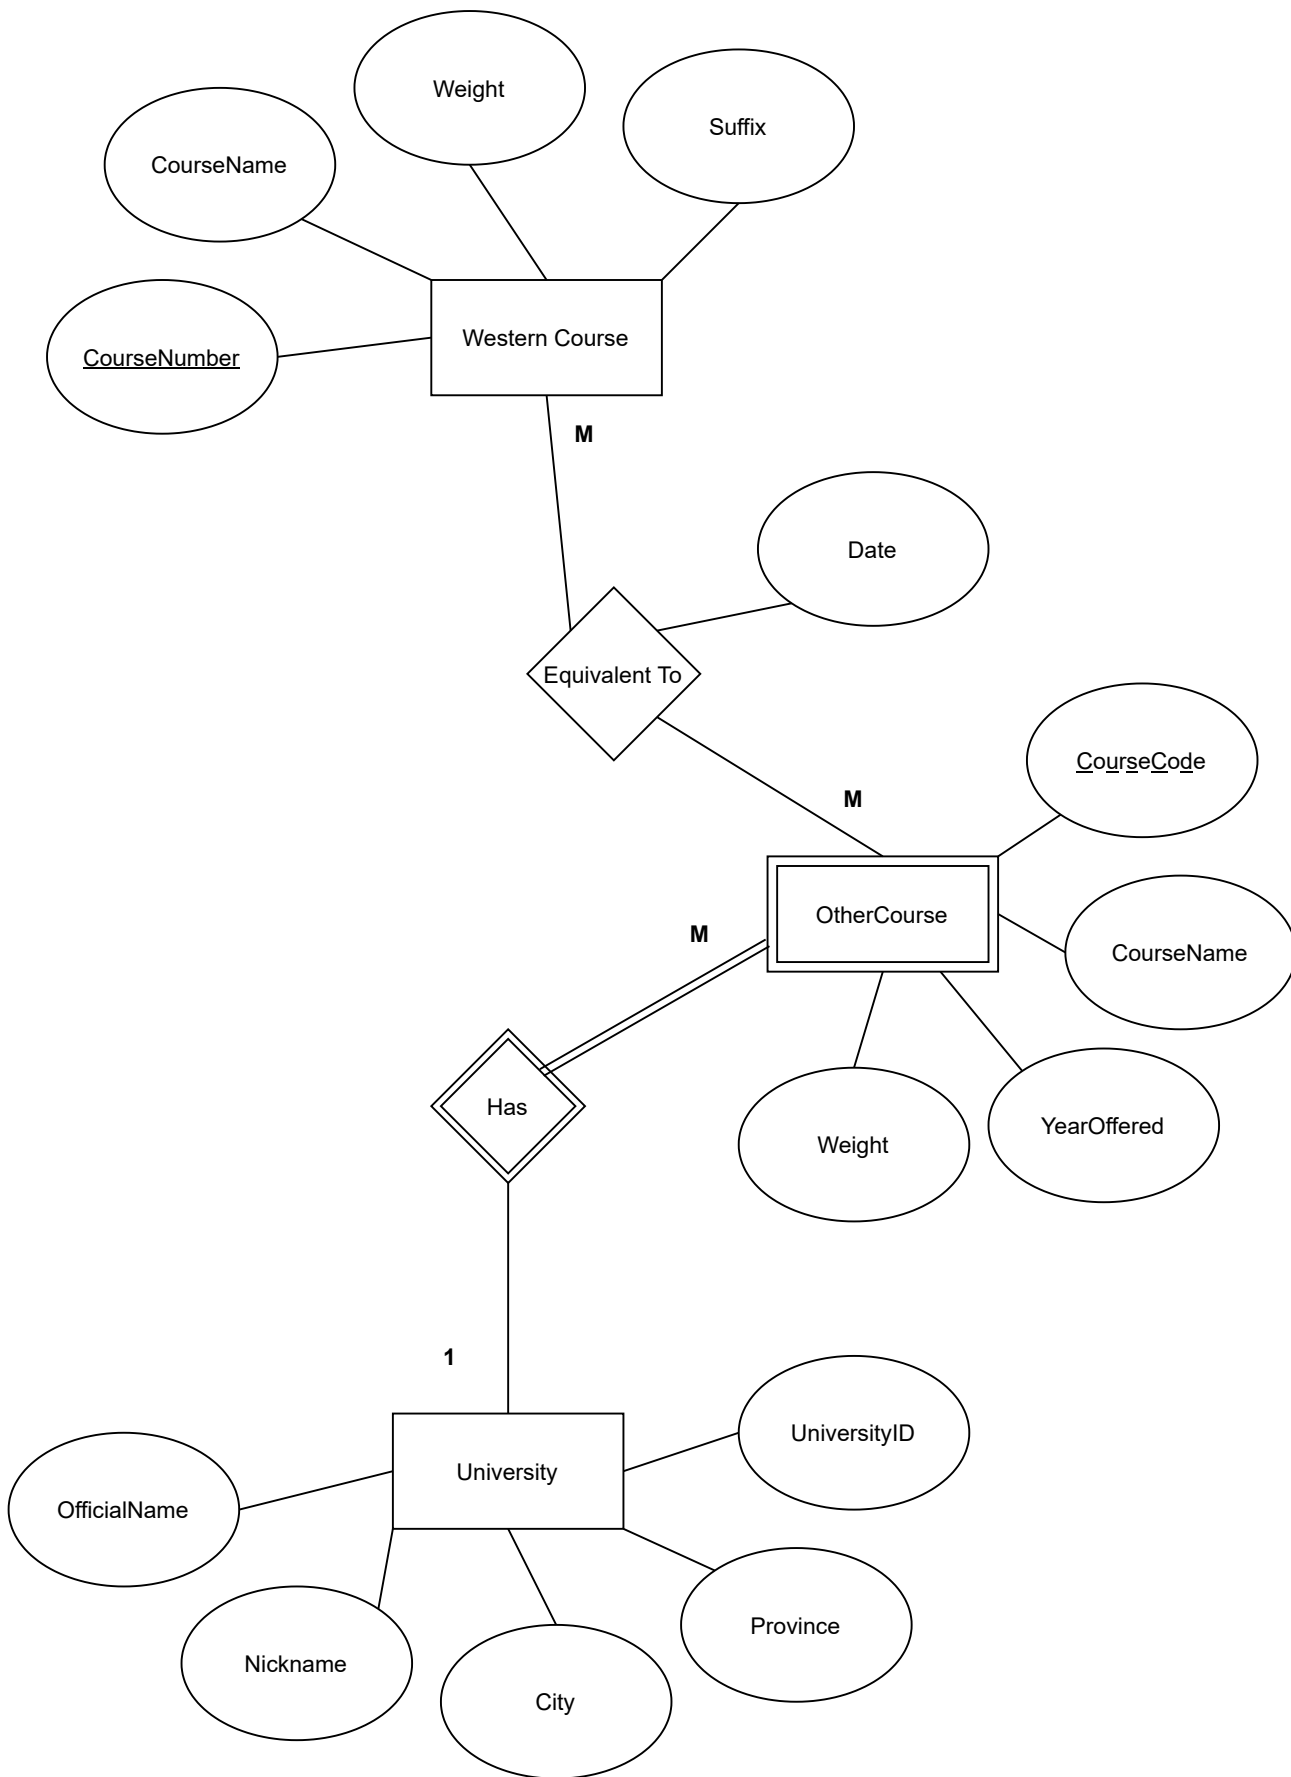 Weight
Suffix
CourseName
Western Course
CourseNumber
M
Date
Equivalent To
CourseCode
M
OtherCourse
M
CourseName
Has
Weight
YearOffered
1
UniversityID
University
OfficialName
Province
Nickname
City